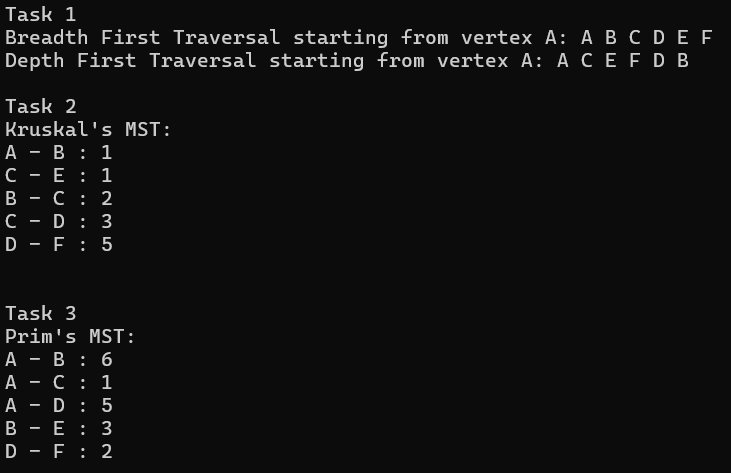 Task 1
Breadth First Traversal starting from vertex A: A B C D E F
Depth First Traversal starting from vertex A: A C E F D B
Task 2
Kruskal's MST:
A - B : 1
C - E : 1
B - C : 2
C - D : 3
D - F : 5
Task 3
Prim's MST:
A - B : 6
A - C : 1
A - D : 5
B - E : 3
D - F : 2